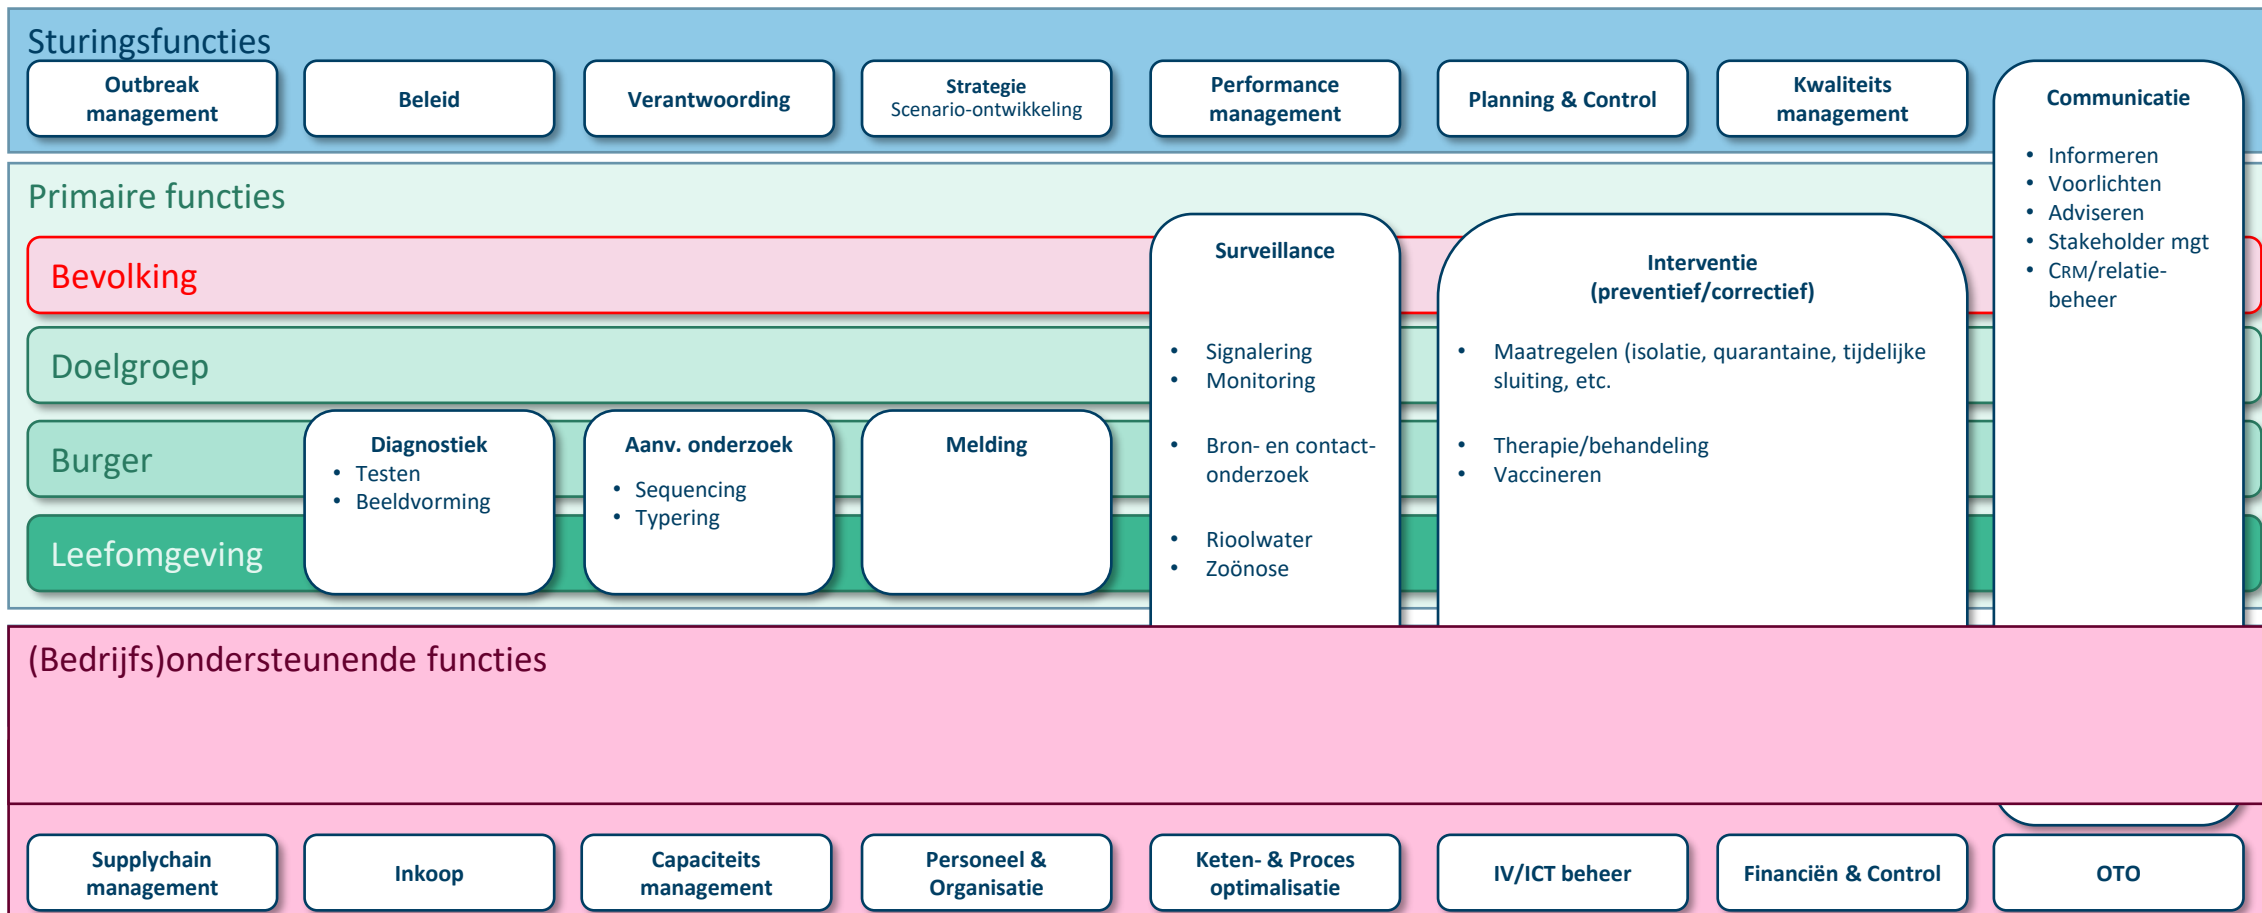 Sturingsfuncties
Outbreak
management
Beleid
Verantwoording
Strategie
Scenario-ontwikkeling
Performance
management
Planning & Control
Kwaliteits
management
Communicatie
• Informeren
• Voorlichten
• Adviseren
• Stakeholder mgt
• CRM/relatie-
beheer
Primaire functies
Bevolking
Doelgroep
Burger
Leefomgeving
Diagnostiek
• Testen
• Beeldvorming
Aanv. onderzoek
• Sequencing
• Typering
Melding
Surveillance
• Signalering
• Monitoring
• Bron- en contact-
onderzoek
• Rioolwater
• Zoönose
Interventie
(preventief/correctief)
• Maatregelen (isolatie, quarantaine, tijdelijke
sluiting, etc.
• Therapie/behandeling
• Vaccineren
(Bedrijfs)ondersteunende functies
Supplychain
management
Inkoop
Capaciteits
management
Personeel &
Organisatie
Keten- & Proces
optimalisatie
IV/ICT beheer
Financiën & Control
OTO